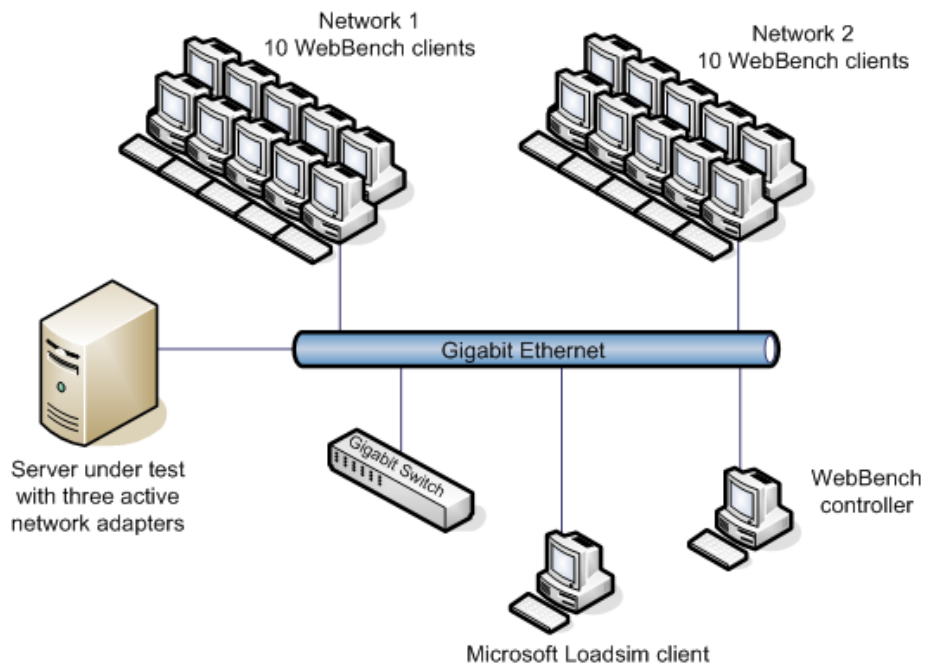 Network 1
10 WebBench clients
Network 2
10 WebBench clients
Gigabit Ethernet
Gigabit Switch
Server under test
with three active
network adapters
WebBench
controller
Microsoft Loadsim client